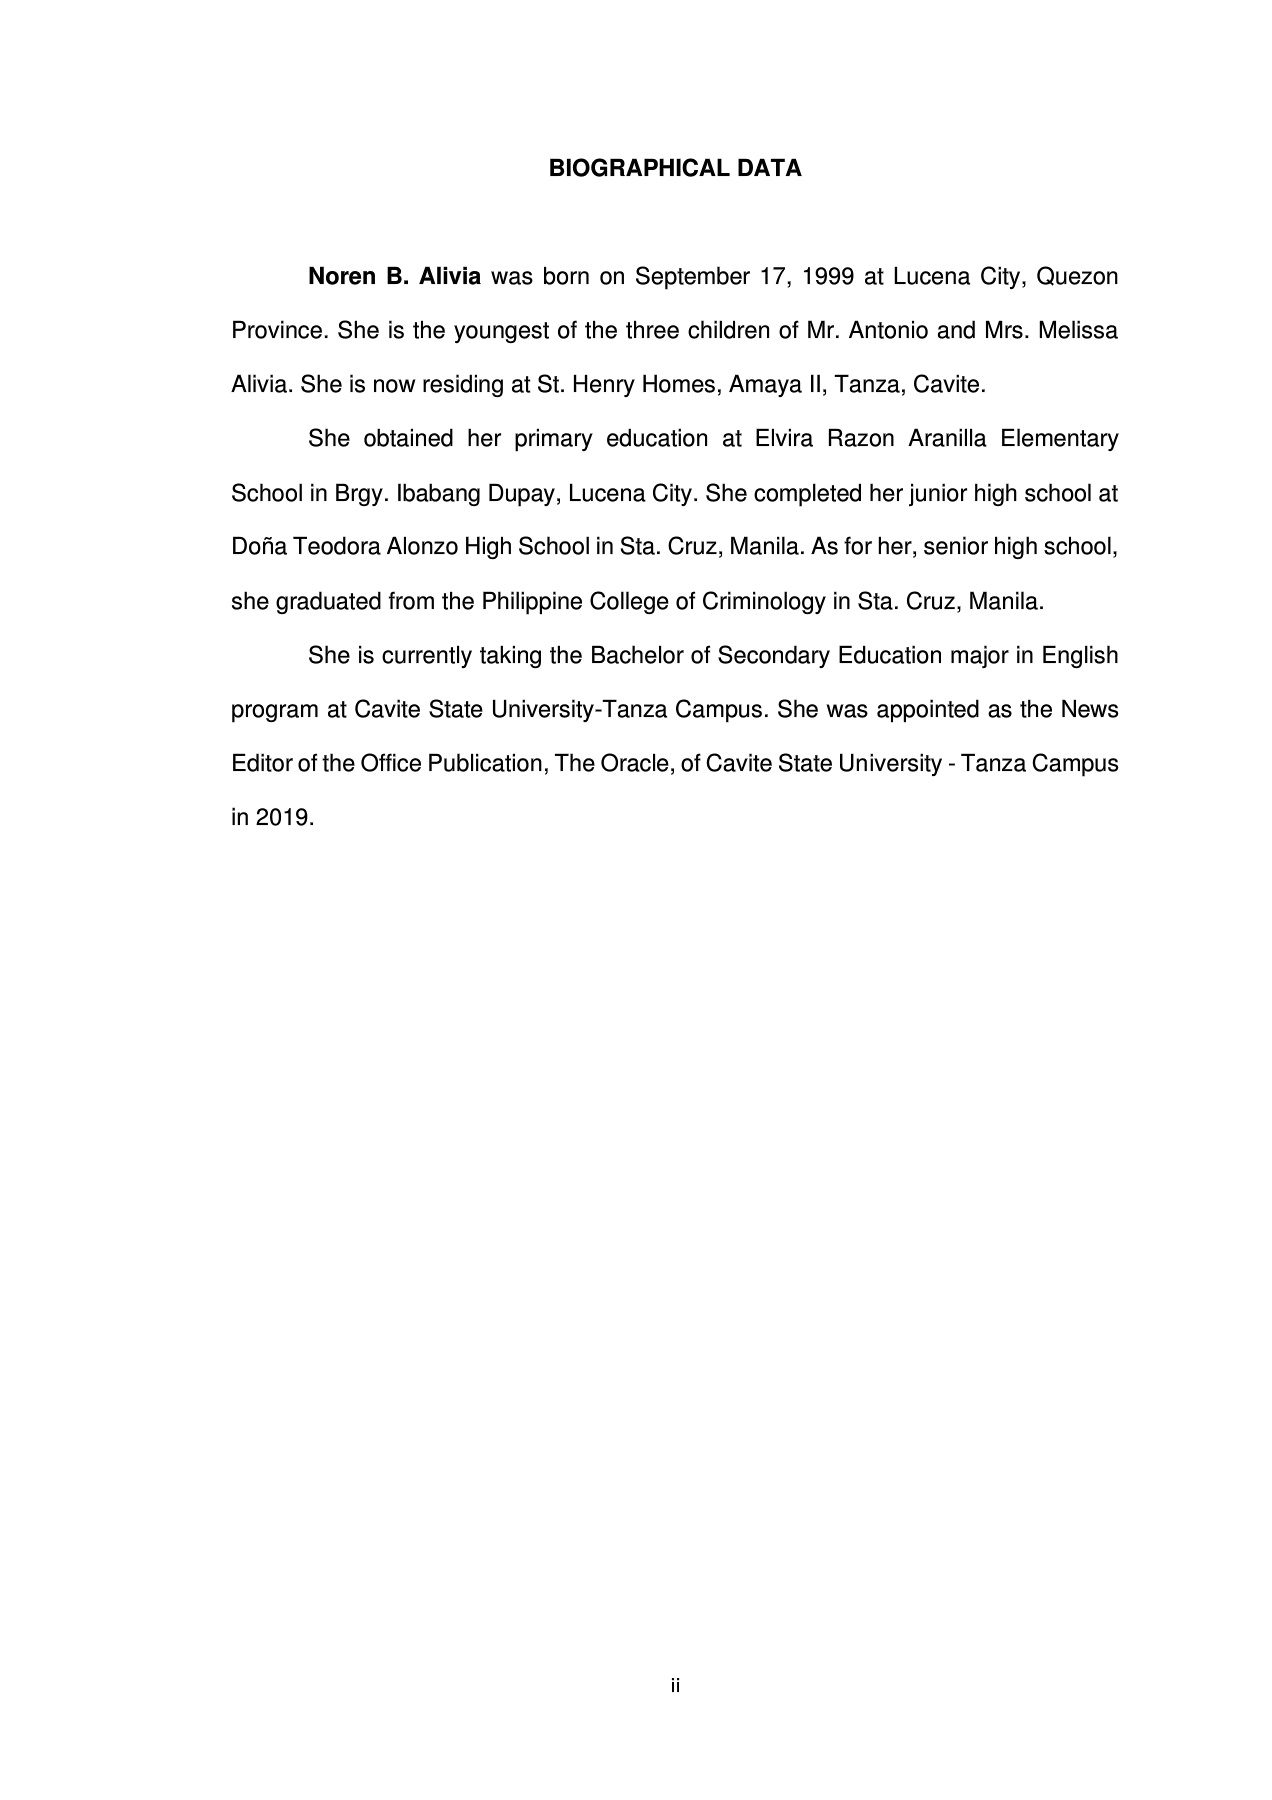 BIOGRAPHICAL DATA
Noren B. Alivia was born on September 17, 1999 at Lucena City, Quezon
Province. She is the youngest of the three children of Mr. Antonio and Mrs. Melissa
Alivia. She is now residing at St. Henry Homes, Amaya II, Tanza, Cavite.
She obtained her primary education at Elvira Razon Aranilla Elementary
School in Brgy. Ibabang Dupay, Lucena City. She completed her junior high school at
Doña Teodora Alonzo High School in Sta. Cruz, Manila. As for her, senior high school,
she graduated from the Philippine College of Criminology in Sta. Cruz, Manila.
She is currently taking the Bachelor of Secondary Education major in English
program at Cavite State University-Tanza Campus. She was appointed as the News
Editor of the Office Publication, The Oracle, of Cavite State University - Tanza Campus
in 2019.
ii